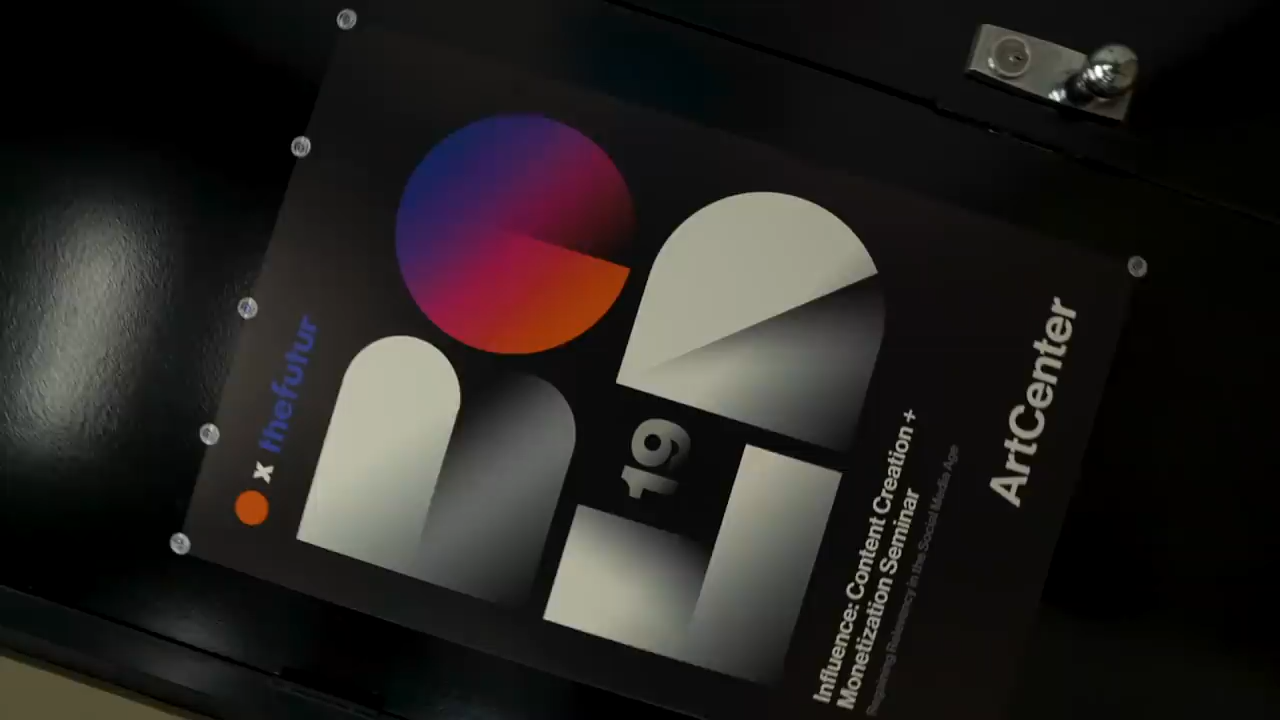 x thefutur
19
Influence: Content Creation +
Monetization Seminar
Regaining Relevancy in the Social Media Age
ArtCenter